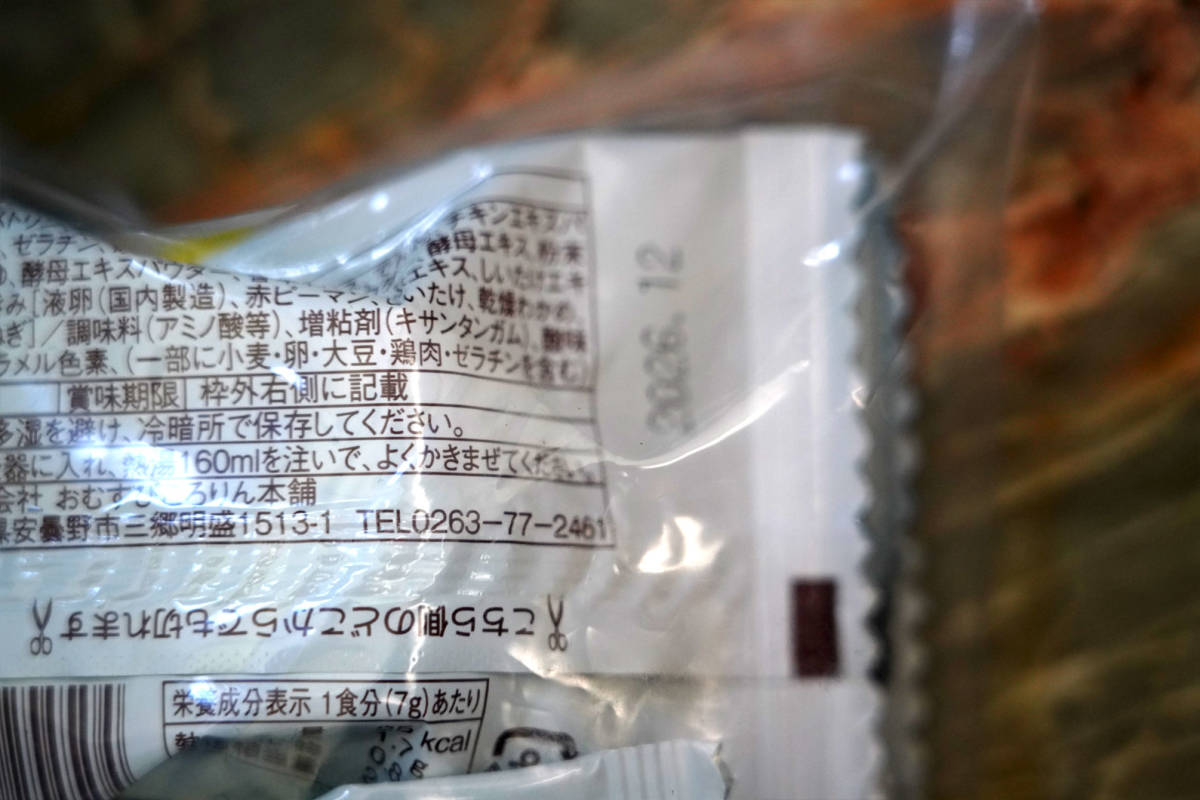 チキンエキスパ
ゼラチン 酵母エキス、粉末
酵母エキスパウダー エキス、しいたけエキ
み[液卵(国内製造)、赤ピーマン、しいたけ、乾燥わかめ、
ぎ]/調味料(アミノ酸等)、増粘剤(キサンタンガム)、酸味
ラメル色素、(一部に小麦・卵・大豆・鶏肉・ゼラチンを含む)
賞味期限 枠外右側に記載
多湿を避け、冷暗所で保存してください。
器に入れ、 160mlを注いで、よくかきまぜてください。
会社 おむすびころりん本舗
県安曇野市三郷明盛1513-1 TEL0263-77-2461
2026.12
こちら側のどこからでも切れます
栄養成分表示 1食分(7g)あたり
kcal